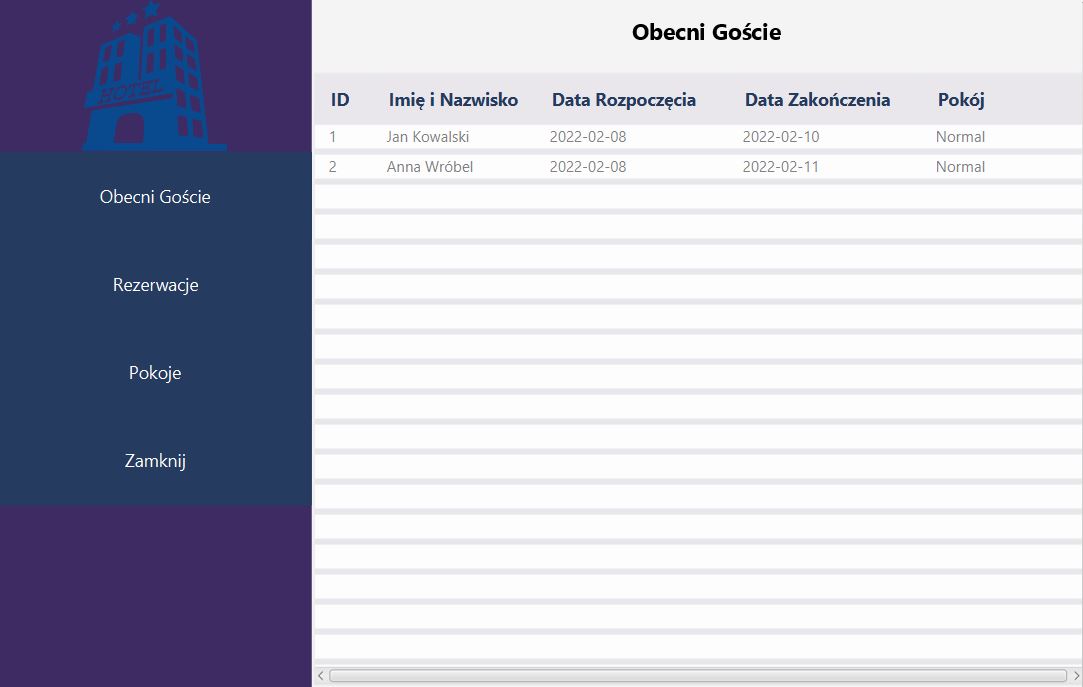 HOTEL
Obecni Goście
Rezerwacje
Pokoje
Zamknij
Obecni Goście
ID Imię i Nazwisko Data Rozpoczęcia Data Zakończenia Pokój
1 Jan Kowalski 2022-02-08 2022-02-10 Normal
2 Anna Wróbel 2022-02-08 2022-02-11 Normal